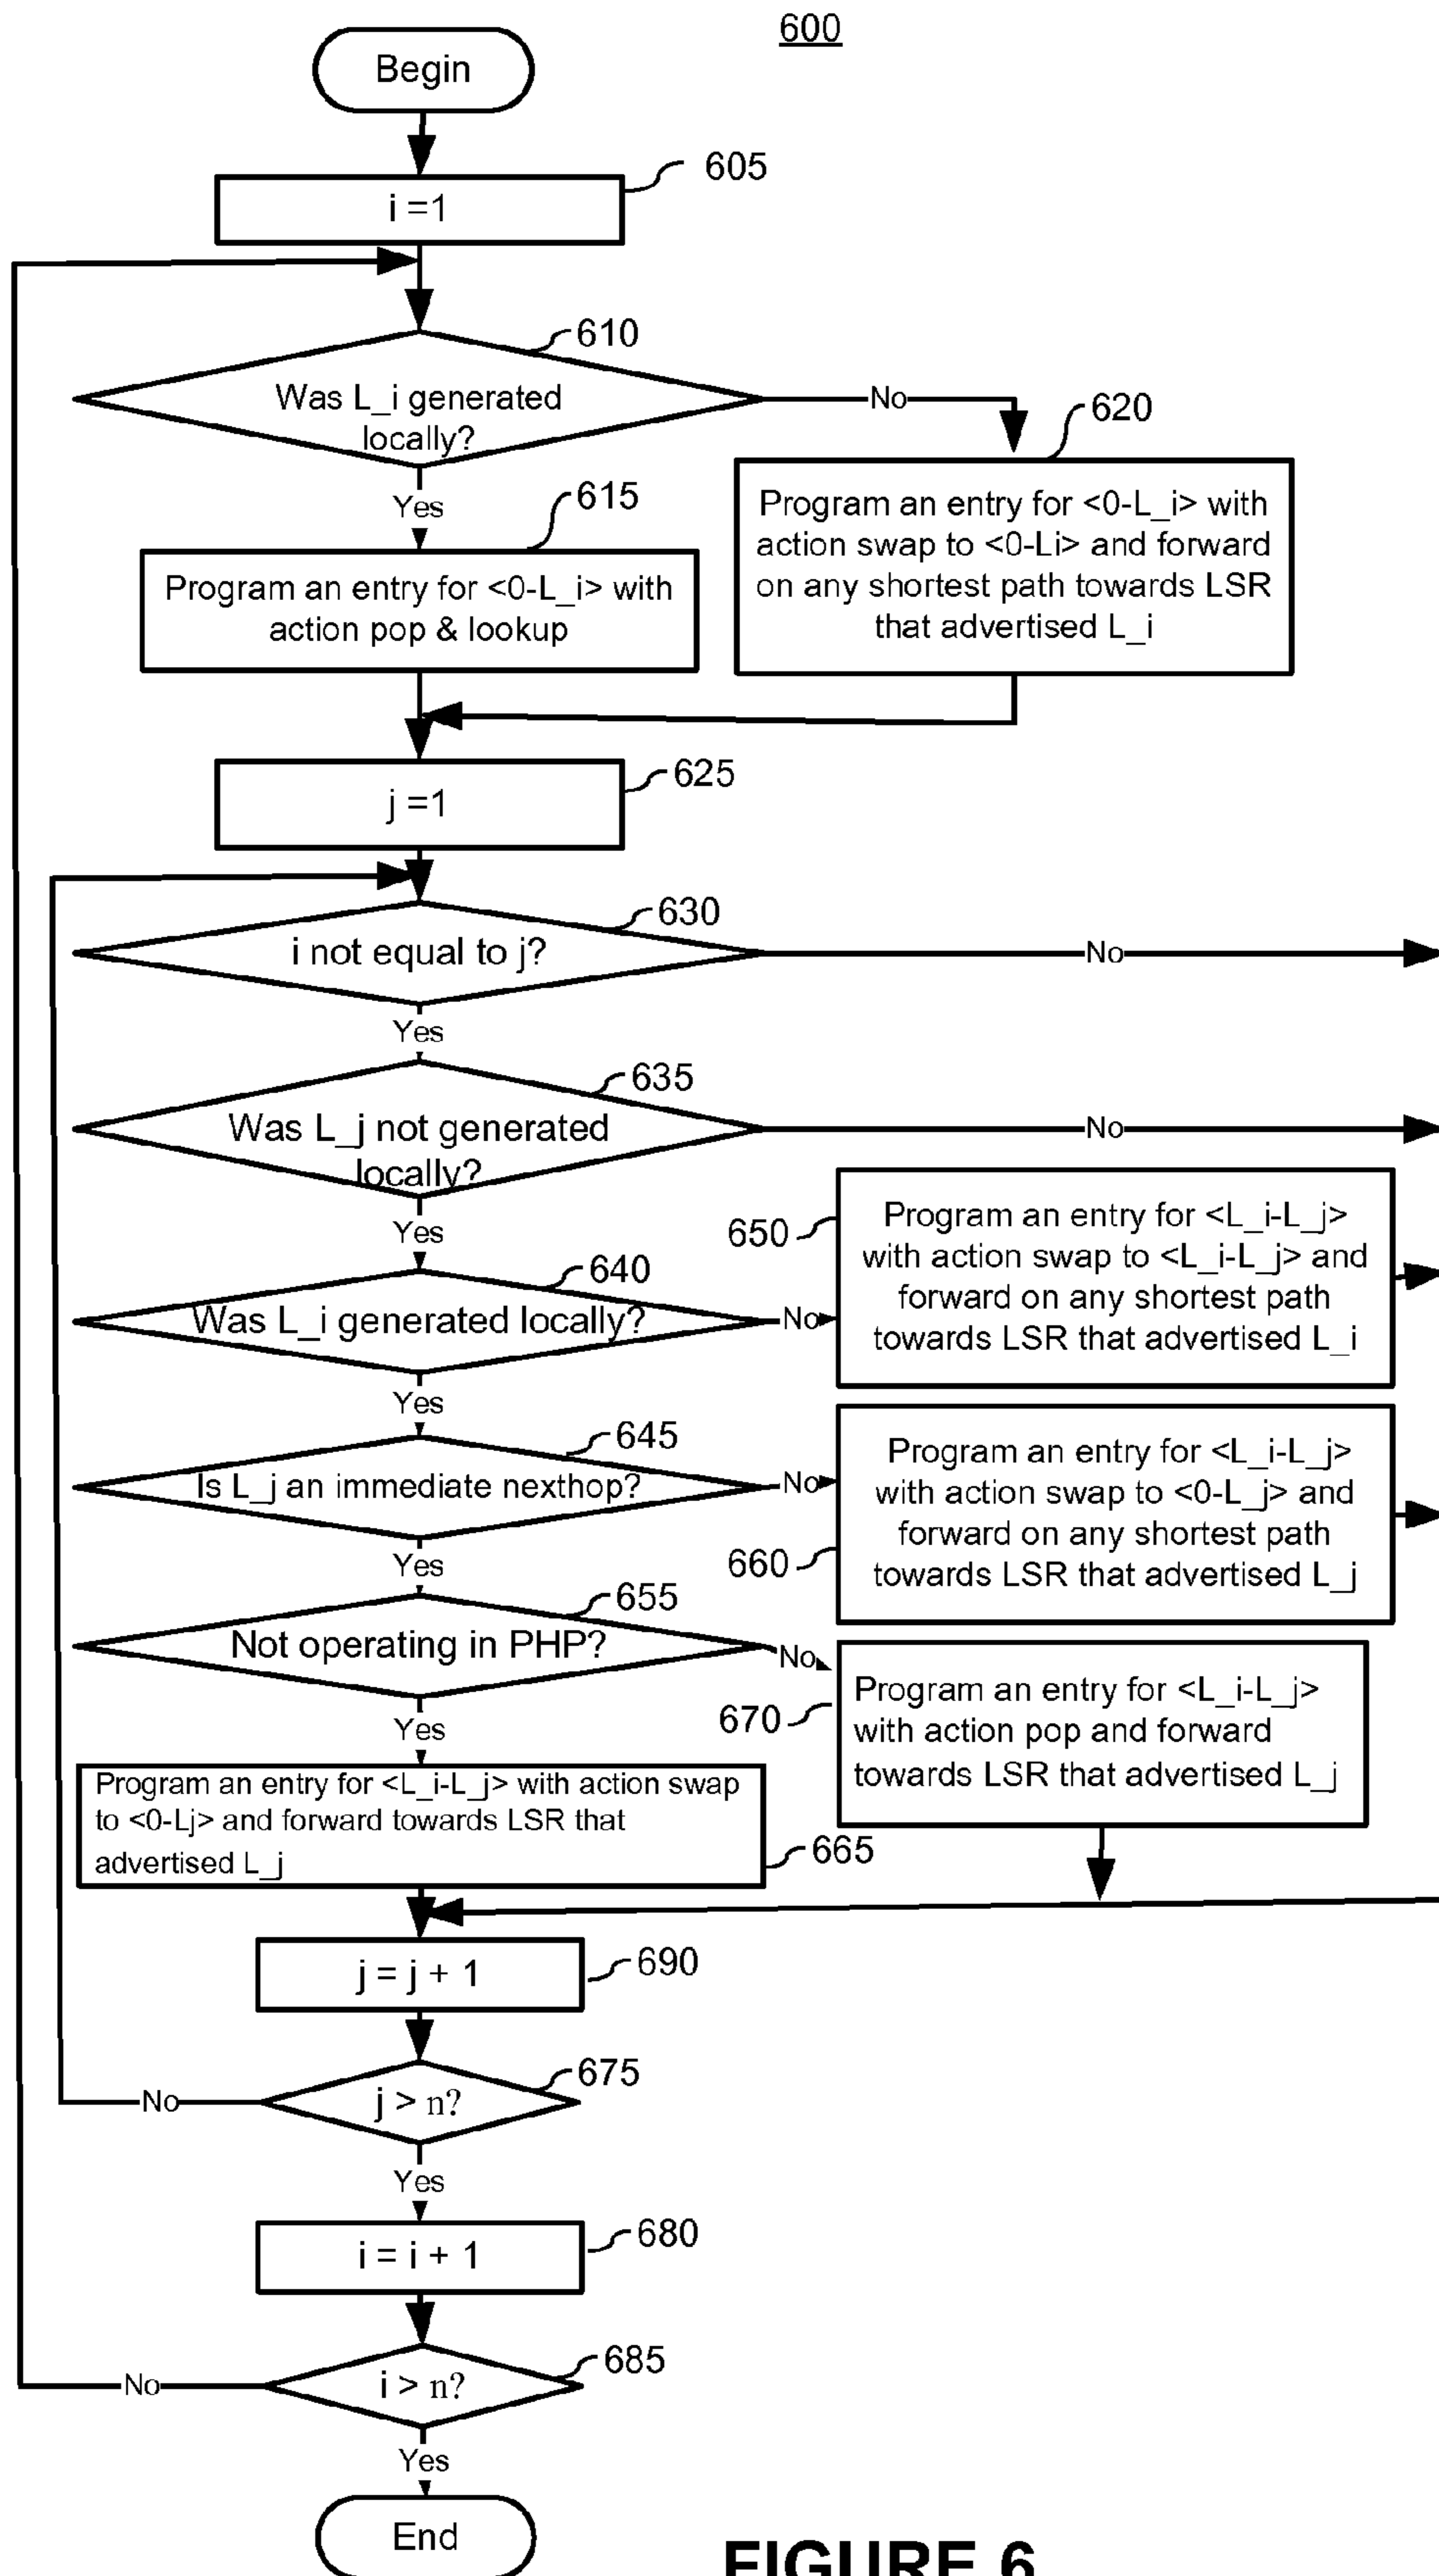 600
Begin
605
i =1
610
Was L_i generated
locally?
No
620
Yes
615
Program an entry for <0-L_i> with
action pop & lookup
Program an entry for <0-L_i> with
action swap to <0-Li> and forward
on any shortest path towards LSR
that advertised L_i
625
j =1
630
i not equal to j?
No
Yes
635
Was L_j not generated
locally?
No
Yes
650
Program an entry for <L_i-L_j>
with action swap to <L_i-L_j> and
forward on any shortest path
towards LSR that advertised L_i
640
Was L_i generated locally?
No
Yes
645
Is L_j an immediate nexthop?
No
Yes
660
Program an entry for <L_i-L_j>
with action swap to <0-L_j> and
forward on any shortest path
towards LSR that advertised L_j
655
Not operating in PHP?
No
Yes
670
Program an entry for <L_i-L_j>
with action pop and forward
towards LSR that advertised L_j
Program an entry for <L_i-L_j> with action swap
to <0-Lj> and forward towards LSR that
advertised L_j
665
j = j + 1
690
675
j > n?
No
Yes
i = i + 1
680
685
i > n?
No
Yes
End
FIGURE 6